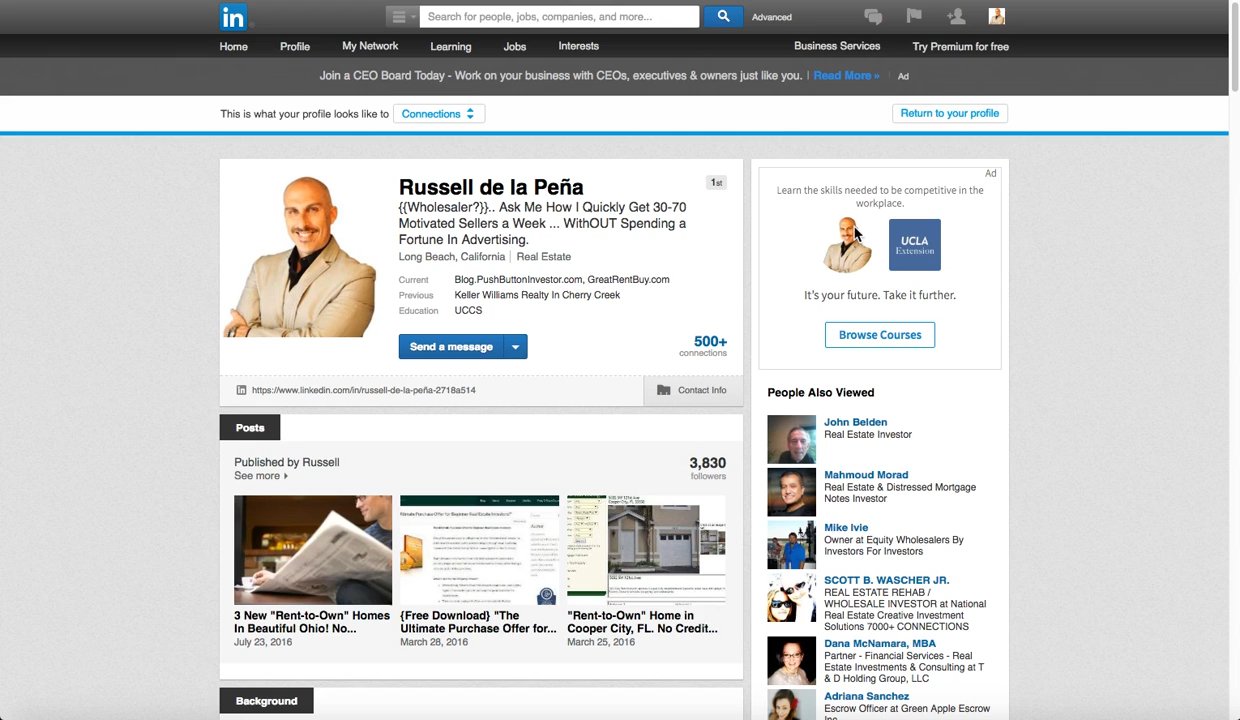 in
Search for people, jobs, companies, and more...
Advanced
Home
Profile
My Network
Learning
Jobs
Interests
Business Services
Try Premium for free
Join a CEO Board Today - Work on your business with CEOs, executives & owners just like you. | Read More » Ad
This is what your profile looks like to Connections
Return to your profile
Russell de la Peña
1st
{{Wholesaler?}}.. Ask Me How I Quickly Get 30-70
Motivated Sellers a Week ... WithOUT Spending a
Fortune In Advertising.
Long Beach, California | Real Estate
Current Blog.PushButtonInvestor.com, GreatRentBuy.com
Previous Keller Williams Realty In Cherry Creek
Education UCCS
Send a message
500+
connections
https://www.linkedin.com/in/russell-de-la-peña-2718a514
Contact Info
Posts
Published by Russell
See more
3,830
followers
3 New "Rent-to-Own" Homes
In Beautiful Ohio! No...
July 23, 2016
{Free Download} "The
Ultimate Purchase Offer for...
March 28, 2016
"Rent-to-Own" Home in
Cooper City, FL. No Credit...
March 25, 2016
Background
Ad
Learn the skills needed to be competitive in the
workplace.
UCLA
Extension
It's your future. Take it further.
Browse Courses
People Also Viewed
John Belden
Real Estate Investor
Mahmoud Morad
Real Estate & Distressed Mortgage
Notes Investor
Mike Ivie
Owner at Equity Wholesalers By
Investors For Investors
SCOTT B. WASCHER JR.
REAL ESTATE REHAB /
WHOLESALE INVESTOR at National
Real Estate Creative Investment
Solutions 7000+ CONNECTIONS
Dana McNamara, MBA
Partner - Financial Services - Real
Estate Investments & Consulting at T
& D Holding Group, LLC
Adriana Sanchez
Escrow Officer at Green Apple Escrow